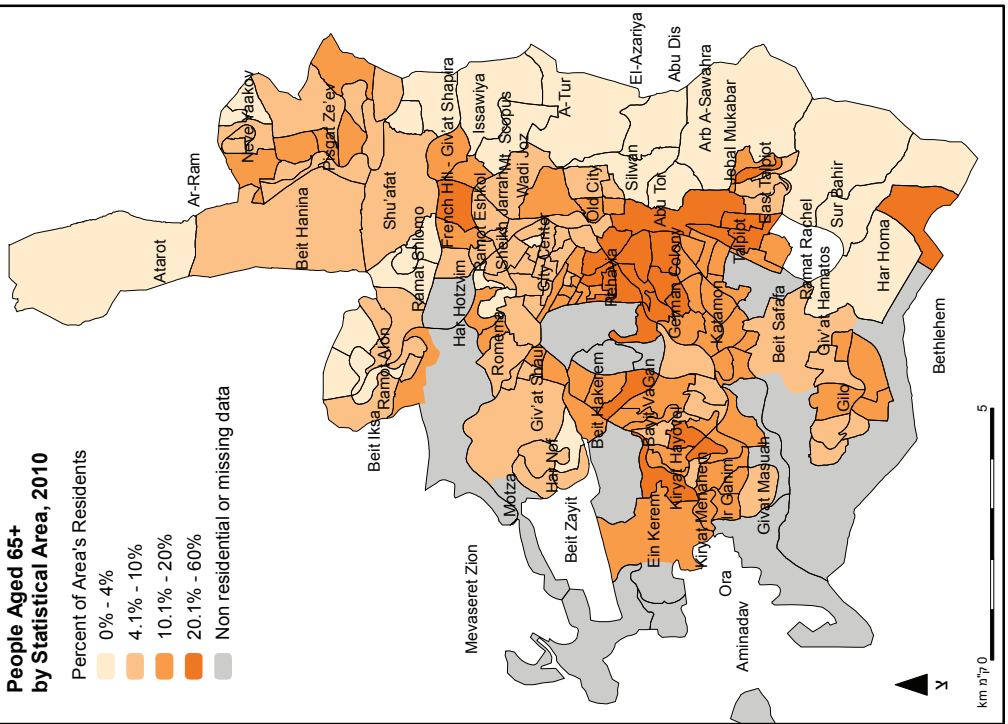 People Aged 65+
by Statistical Area, 2010
Percent of Area's Residents
0% - 4%
4.1% - 10%
10.1% - 20%
20.1% - 60%
Non residential or missing data
Atarot
Ar-Ram
Neve Yaakov
Pisgat Ze'ev
Beit Hanina
Shu'afat
Ramat Shlomo
Ramot Alon
Beit Iksa
Har Hotzvim
French Hill - Giv'at Shapira
Ramot Eshkol
Issawiya
Sheikh Jarrah
Mt. Scopus
Wadi Joz
A-Tur
Romema
City Center
Old City
Giv'at Shaul
Har Nof
Motza
Mevaseret Zion
Beit Zayit
El-Azariya
Abu Dis
Silwan
Abu Tor
Rehavia
Beit Hakerem
German Colony
Bayit VaGan
Katamon
Talpiot
Arb A-Sawahra
Jabal Mukabar
East Talpiot
Ein Kerem
Kiryat Hayovel
Kiryat Menahem
Ir Ganim
Ora
Aminadav
Givat Masuah
Beit Safafa
Ramat Rachel
Sur Bahir
Giv'at Hamatos
Har Homa
Gilo
Bethlehem
צ
km ק"מ 0
5